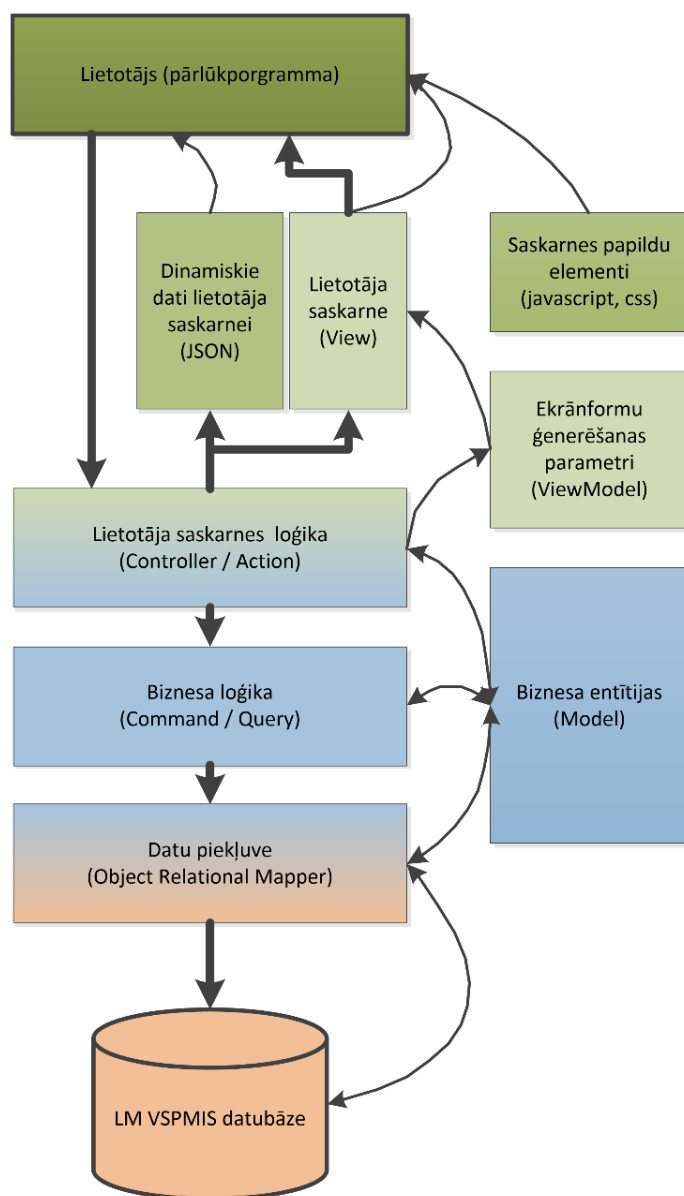 Lietotājs (pārlūkporgramma)
Dinamiskie
dati lietotāja
saskarnei
(JSON)
Lietotāja
saskarne
(View)
Saskarnes papildu
elementi
(javascript, css)
Ekrānformu
ģenerēšanas
parametri
(ViewModel)
Lietotāja saskarnes loģika
(Controller / Action)
Biznesa loģika
(Command / Query)
Biznesa entītijas
(Model)
Datu piekļuve
(Object Relational Mapper)
LM VSPMIS datubāze